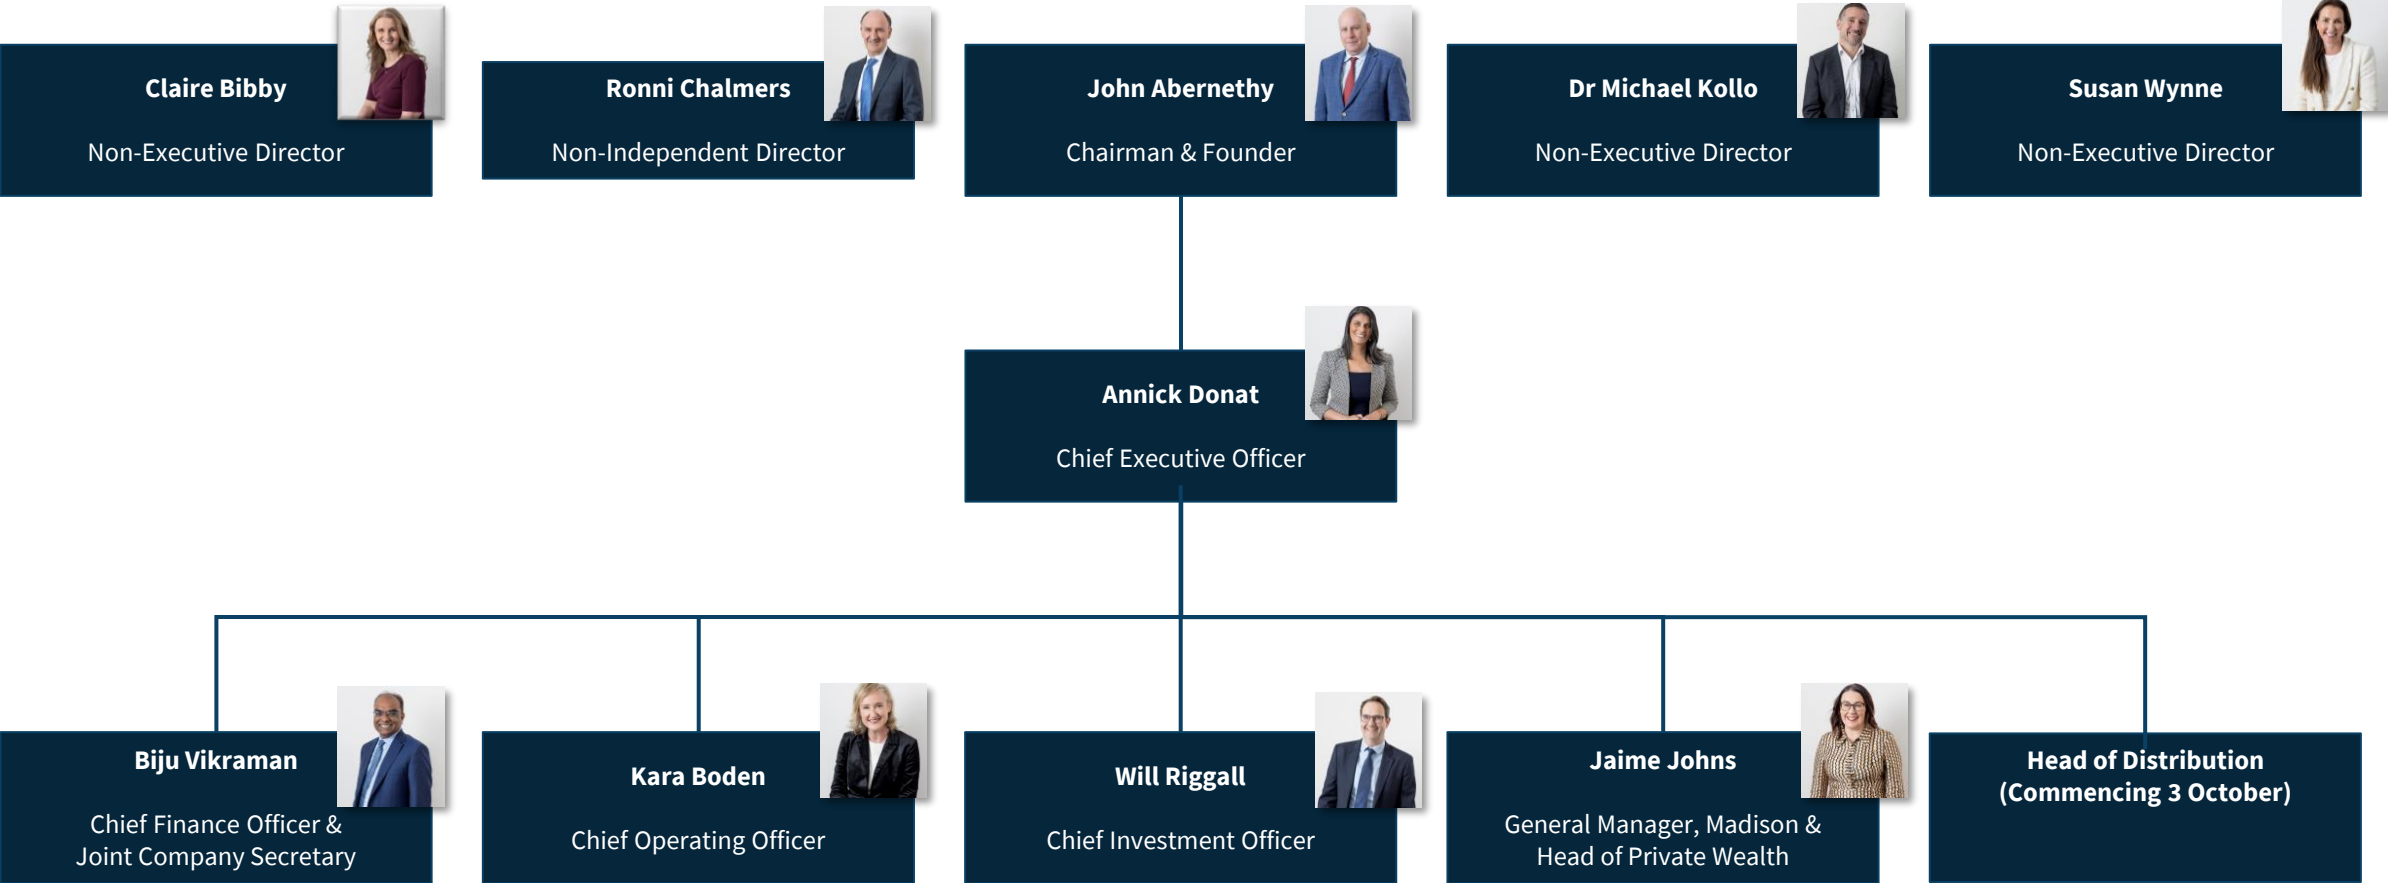 Claire Bibby
Non-Executive Director
Ronni Chalmers
Non-Independent Director
John Abernethy
Chairman & Founder
Dr Michael Kollo
Non-Executive Director
Susan Wynne
Non-Executive Director
Annick Donat
Chief Executive Officer
Biju Vikraman
Chief Finance Officer &
Joint Company Secretary
Kara Boden
Chief Operating Officer
Will Riggall
Chief Investment Officer
Jaime Johns
General Manager, Madison &
Head of Private Wealth
Head of Distribution
(Commencing 3 October)